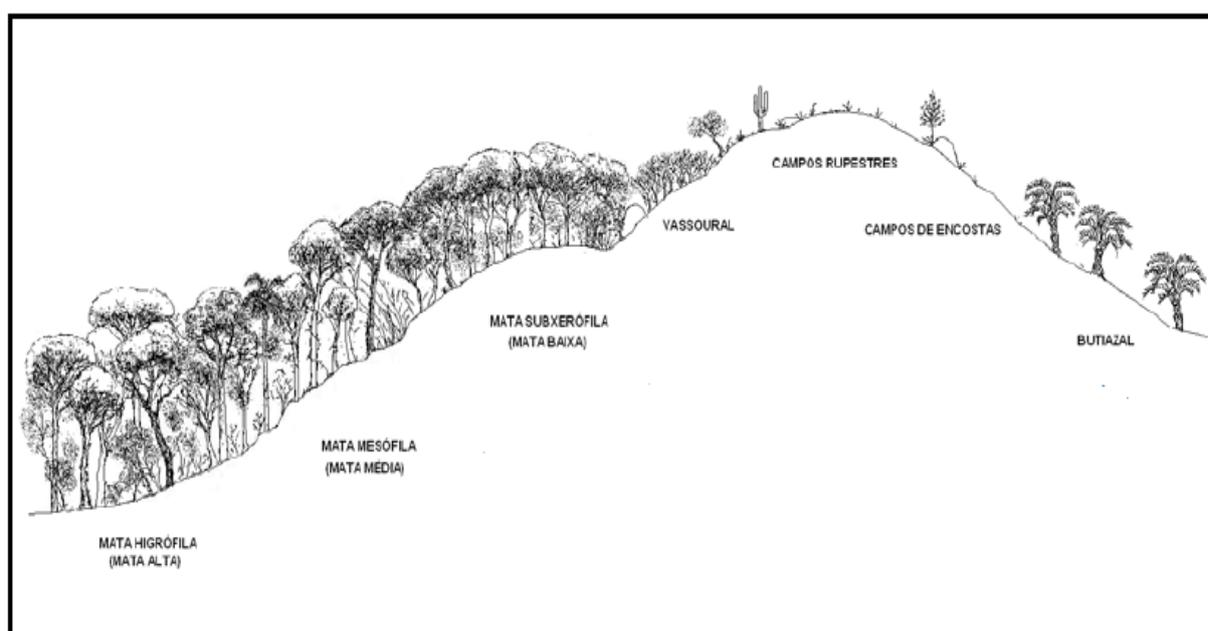 CAMPOS RUPESTRES
VASSOURAL
CAMPOS DE ENCOSTAS
MATA SUBXERÓFILA
(MATA BAIXA)
BUTIAZAL
MATA MESÓFILA
(MATA MÉDIA)
MATA HIGRÓFILA
(MATA ALTA)